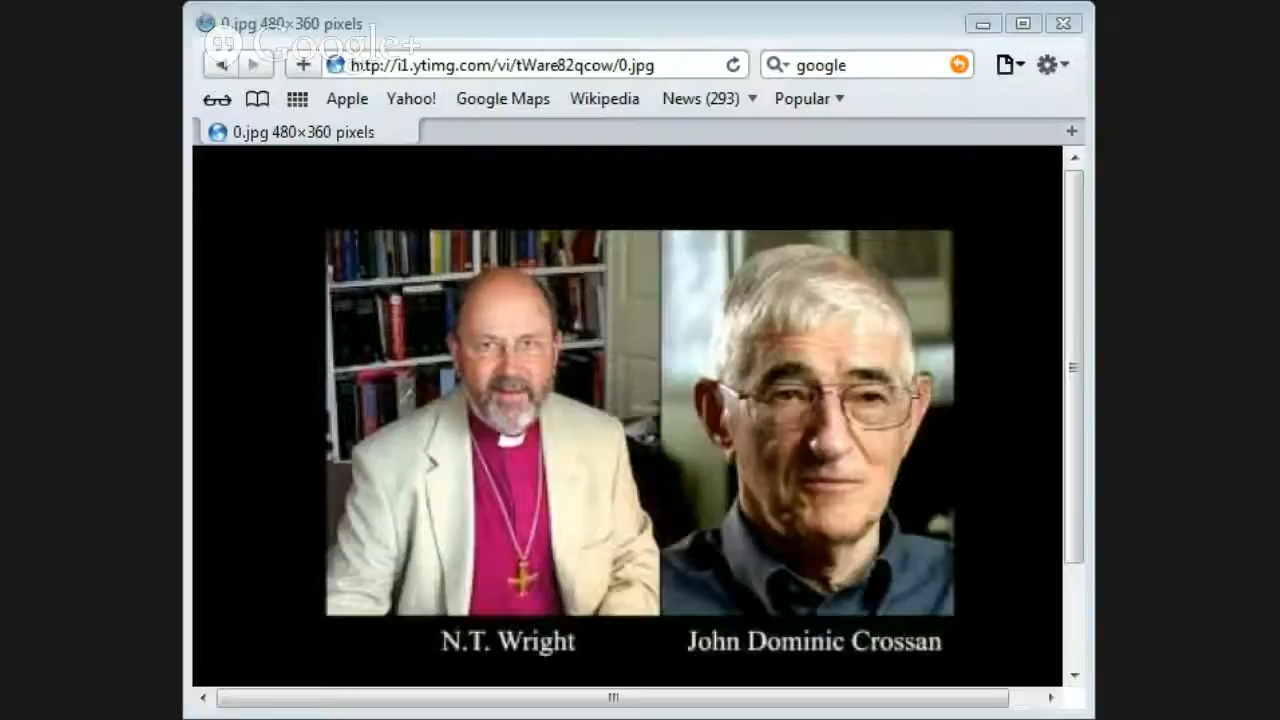 0.jpg 480×360 pixels
Google+
http://i1.ytimg.com/vi/tWare82qcow/0.jpg
google
Apple Yahoo! Google Maps Wikipedia News (293) Popular
0.jpg 480×360 pixels
N.T. Wright
John Dominic Crossan